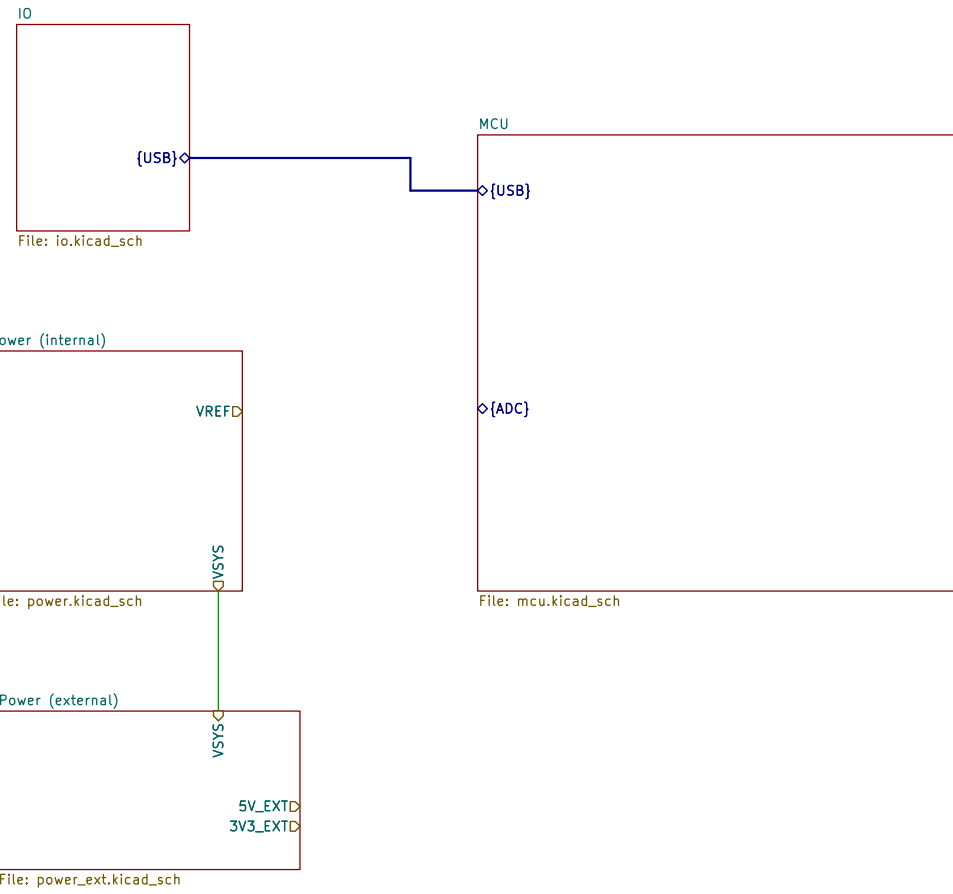 IO
{USB}
File: io.kicad_sch
MCU
{USB}
{ADC}
File: mcu.kicad_sch
ower (internal)
VREF
VSYS
le: power.kicad_sch
Power (external)
VSYS
5V_EXT
3V3_EXT
File: power_ext.kicad_sch